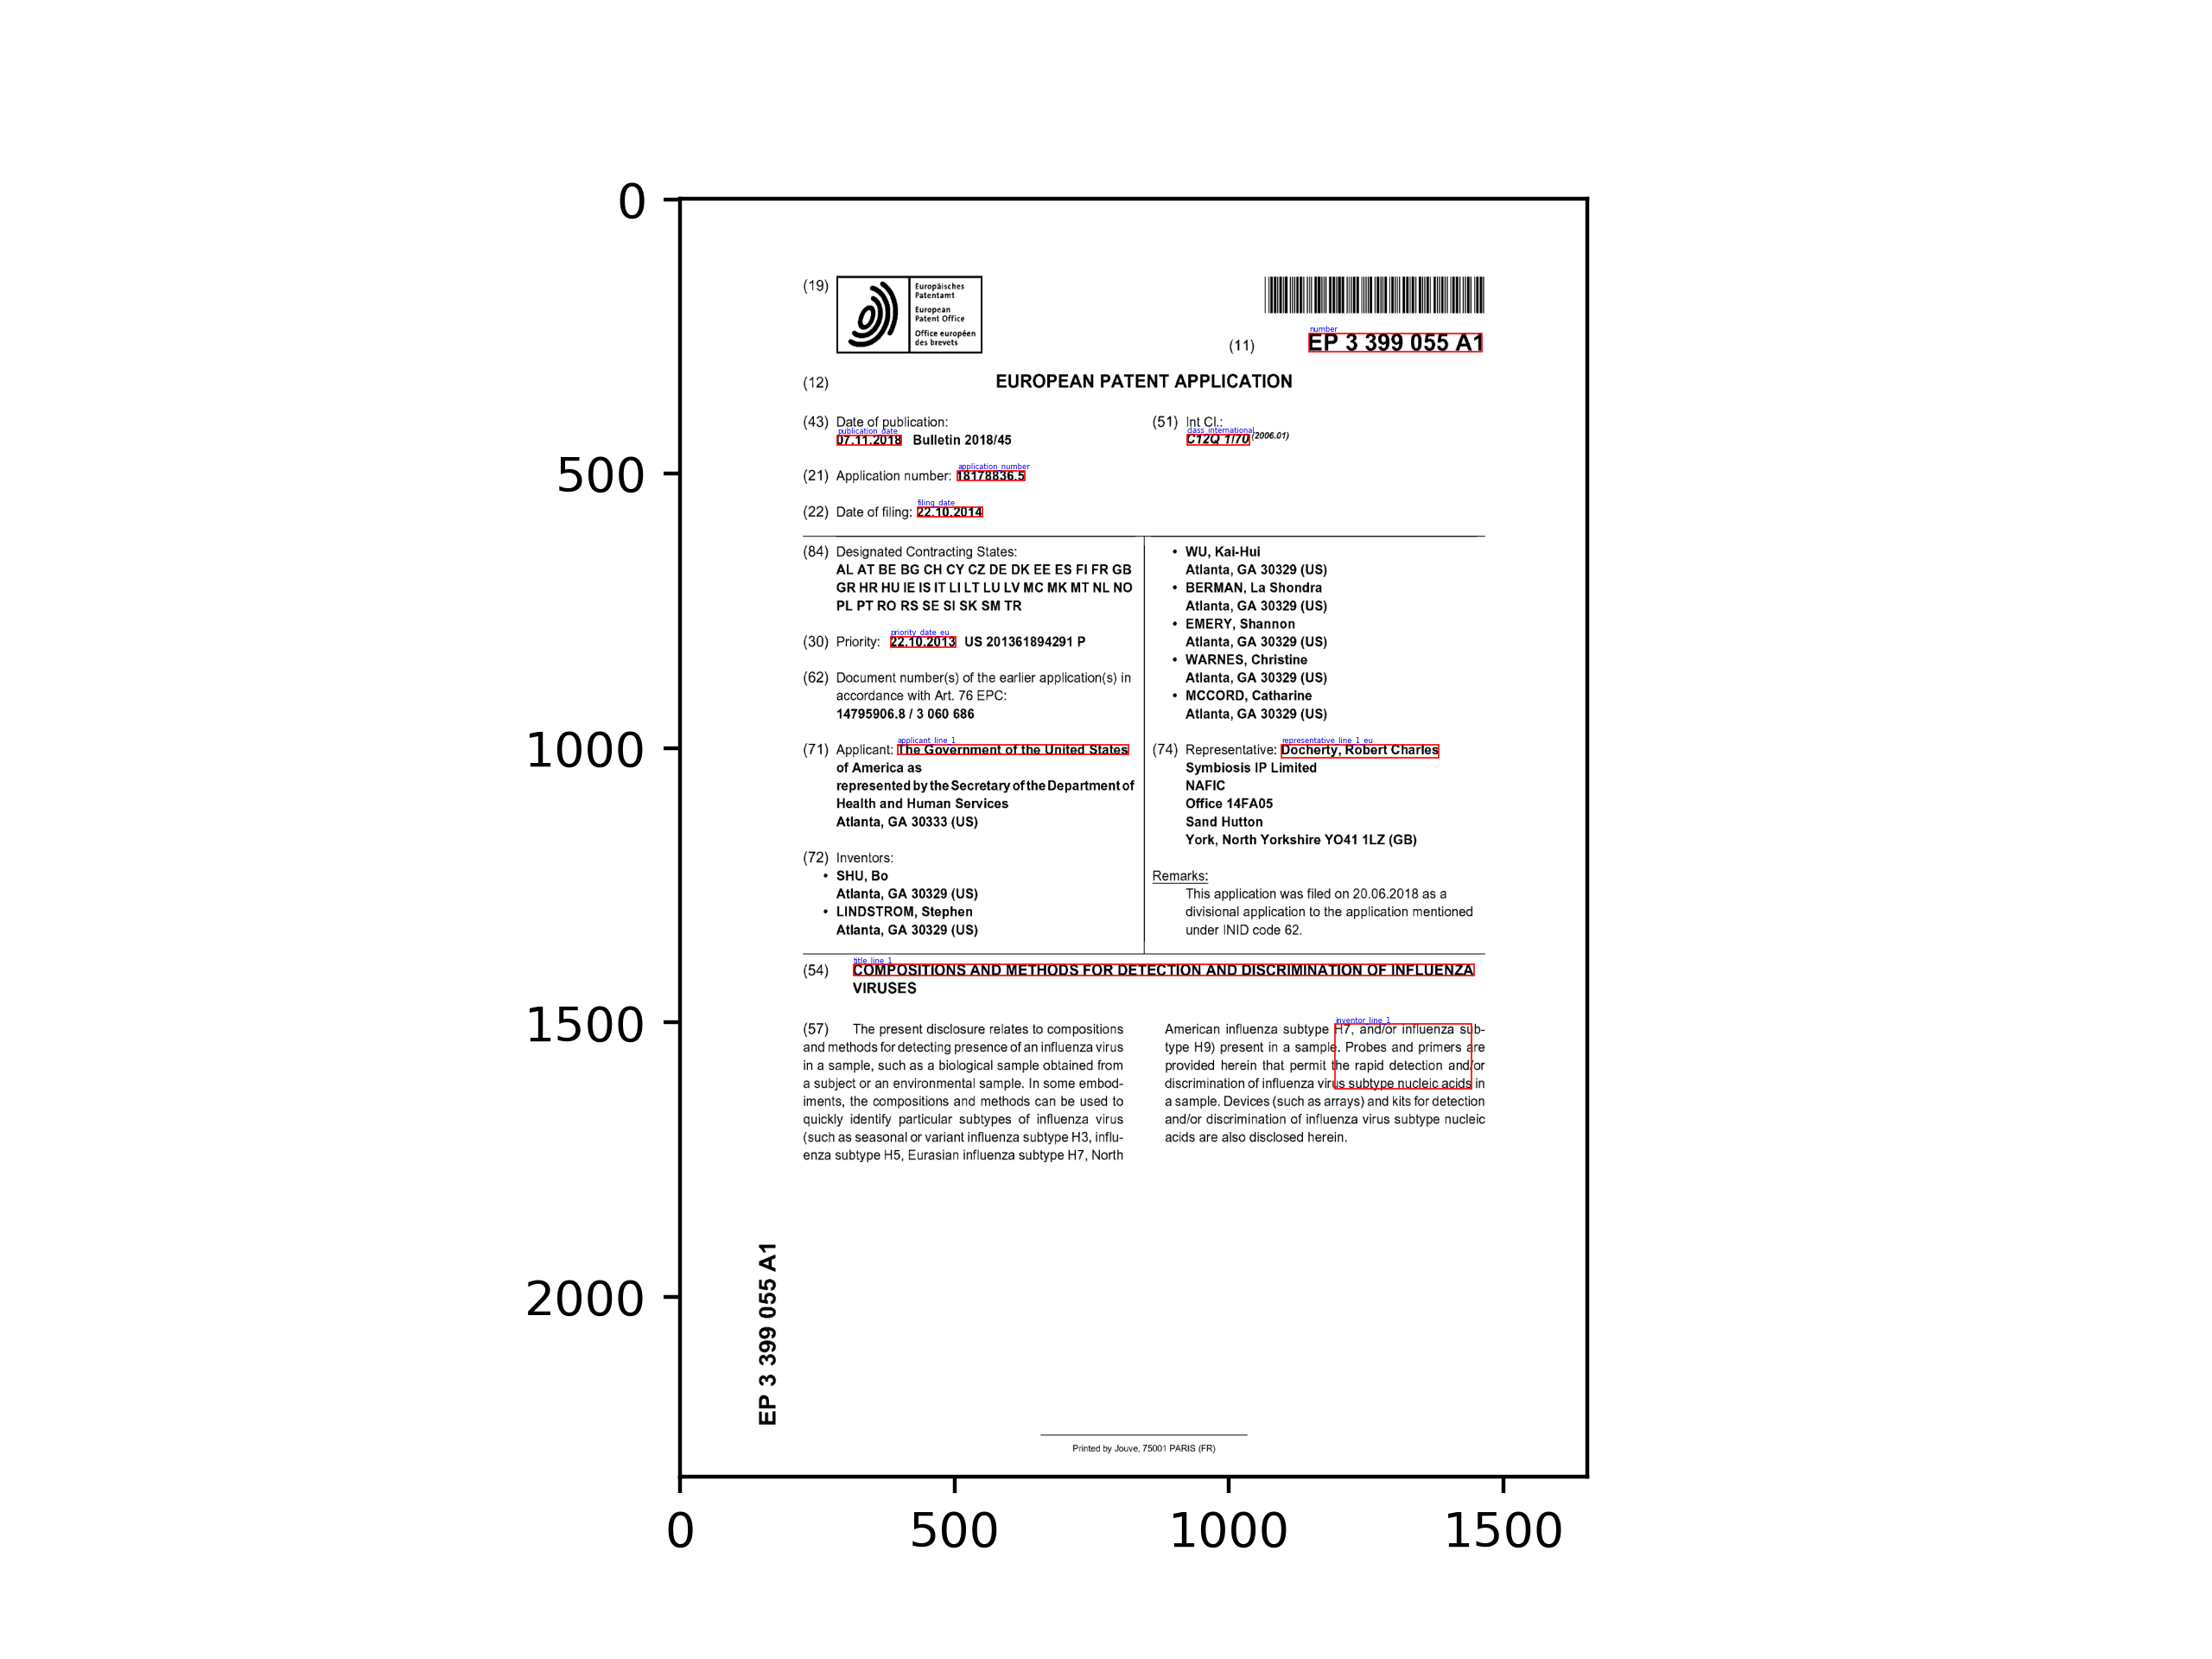 0
500
1000
1500
2000
0
500
1000
1500
(19)
Europäisches
Patentamt
European
Patent Office
Office européen
des brevets
number
(11)
EP 3 399 055 A1
(12)
EUROPEAN PATENT APPLICATION
(43) Date of publication:
publication_date
07.11.2018 Bulletin 2018/45
(21) Application number: 18178836.5
application_number
(22) Date of filing: 22.10.2014
filing_date
(51) Int Cl.:
class_international
C12Q 1/70 (2006.01)
(84) Designated Contracting States:
AL AT BE BG CH CY CZ DE DK EE ES FI FR GB
GR HR HU IE IS IT LI LT LU LV MC MK MT NL NO
PL PT RO RS SE SI SK SM TR
priority_date_eu
(30) Priority: 22.10.2013 US 201361894291 P
(62) Document number(s) of the earlier application(s) in
accordance with Art. 76 EPC:
14795906.8 / 3 060 686
applicant_line_1
(71) Applicant: The Government of the United States
of America as
represented by the Secretary of the Department of
Health and Human Services
Atlanta, GA 30333 (US)
(72) Inventors:
• SHU, Bo
Atlanta, GA 30329 (US)
• LINDSTROM, Stephen
Atlanta, GA 30329 (US)
• WU, Kai-Hui
Atlanta, GA 30329 (US)
• BERMAN, La Shondra
Atlanta, GA 30329 (US)
• EMERY, Shannon
Atlanta, GA 30329 (US)
• WARNES, Christine
Atlanta, GA 30329 (US)
• MCCORD, Catharine
Atlanta, GA 30329 (US)
representative_line_1_eu
(74) Representative: Docherty, Robert Charles
Symbiosis IP Limited
NAFIC
Office 14FA05
Sand Hutton
York, North Yorkshire YO41 1LZ (GB)
Remarks:
This application was filed on 20.06.2018 as a
divisional application to the application mentioned
under INID code 62.
title_line_1
(54) COMPOSITIONS AND METHODS FOR DETECTION AND DISCRIMINATION OF INFLUENZA
VIRUSES
(57) The present disclosure relates to compositions
and methods for detecting presence of an influenza virus
in a sample, such as a biological sample obtained from
a subject or an environmental sample. In some embod-
iments, the compositions and methods can be used to
quickly identify particular subtypes of influenza virus
(such as seasonal or variant influenza subtype H3, influ-
enza subtype H5, Eurasian influenza subtype H7, North
inventor_line_1
American influenza subtype H7, and/or influenza sub-
type H9) present in a sample. Probes and primers are
provided herein that permit the rapid detection and/or
discrimination of influenza virus subtype nucleic acids in
a sample. Devices (such as arrays) and kits for detection
and/or discrimination of influenza virus subtype nucleic
acids are also disclosed herein.
EP 3 399 055 A1
Printed by Jouve, 75001 PARIS (FR)